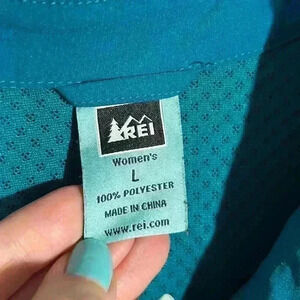 REI
Women's
L
100% POLYESTER
MADE IN CHINA
www.rei.com